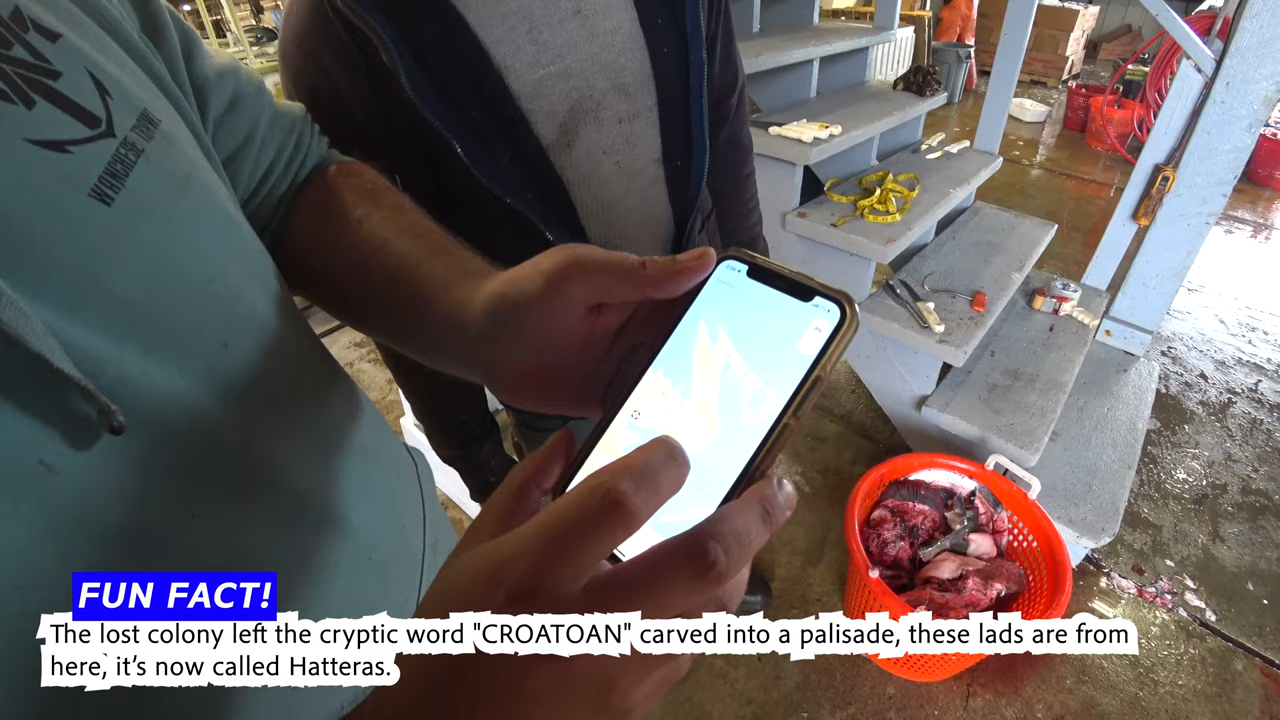 WANCHESE TRAWL
FUN FACT!
The lost colony left the cryptic word "CROATOAN" carved into a palisade, these lads are from
here, it's now called Hatteras.